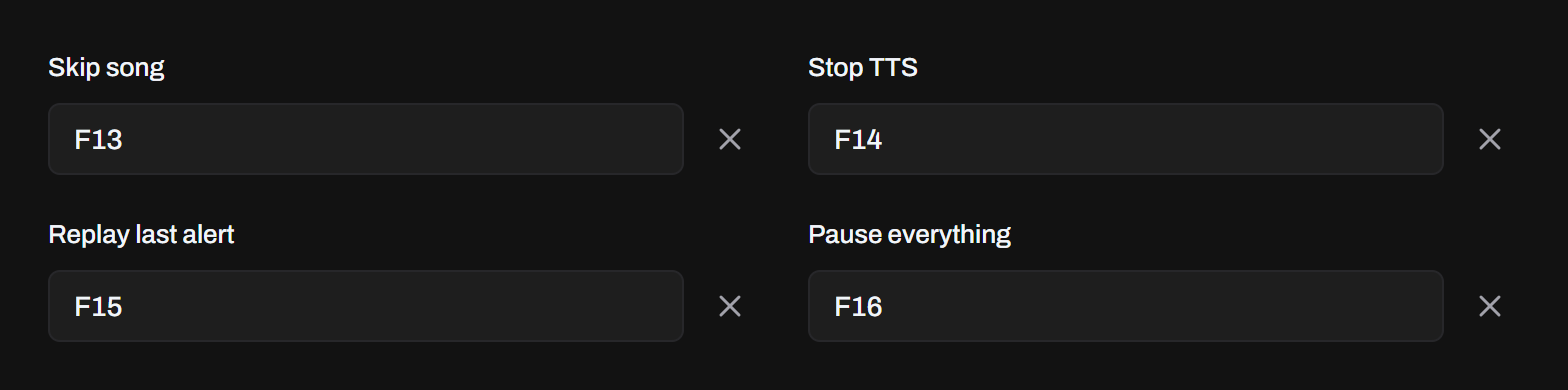 Skip song
Stop TTS
F13
F14
Replay last alert
Pause everything
F15
F16